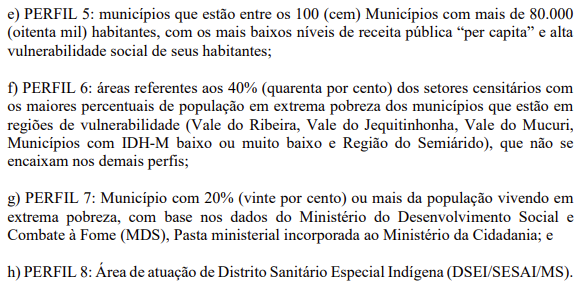 e) PERFIL 5: municípios que estão entre os 100 (cem) Municípios com mais de 80.000
(oitenta mil) habitantes, com os mais baixos níveis de receita pública “per capita” e alta
vulnerabilidade social de seus habitantes;
f) PERFIL 6: áreas referentes aos 40% (quarenta por cento) dos setores censitários com
os maiores percentuais de população em extrema pobreza dos municípios que estão em
regiões de vulnerabilidade (Vale do Ribeira, Vale do Jequitinhonha, Vale do Mucuri,
Municípios com IDH-M baixo ou muito baixo e Região do Semiárido), que não se
encaixam nos demais perfis;
g) PERFIL 7: Município com 20% (vinte por cento) ou mais da população vivendo em
extrema pobreza, com base nos dados do Ministério do Desenvolvimento Social e
Combate à Fome (MDS), Pasta ministerial incorporada ao Ministério da Cidadania; e
h) PERFIL 8: Área de atuação de Distrito Sanitário Especial Indígena (DSEI/SESAI/MS).